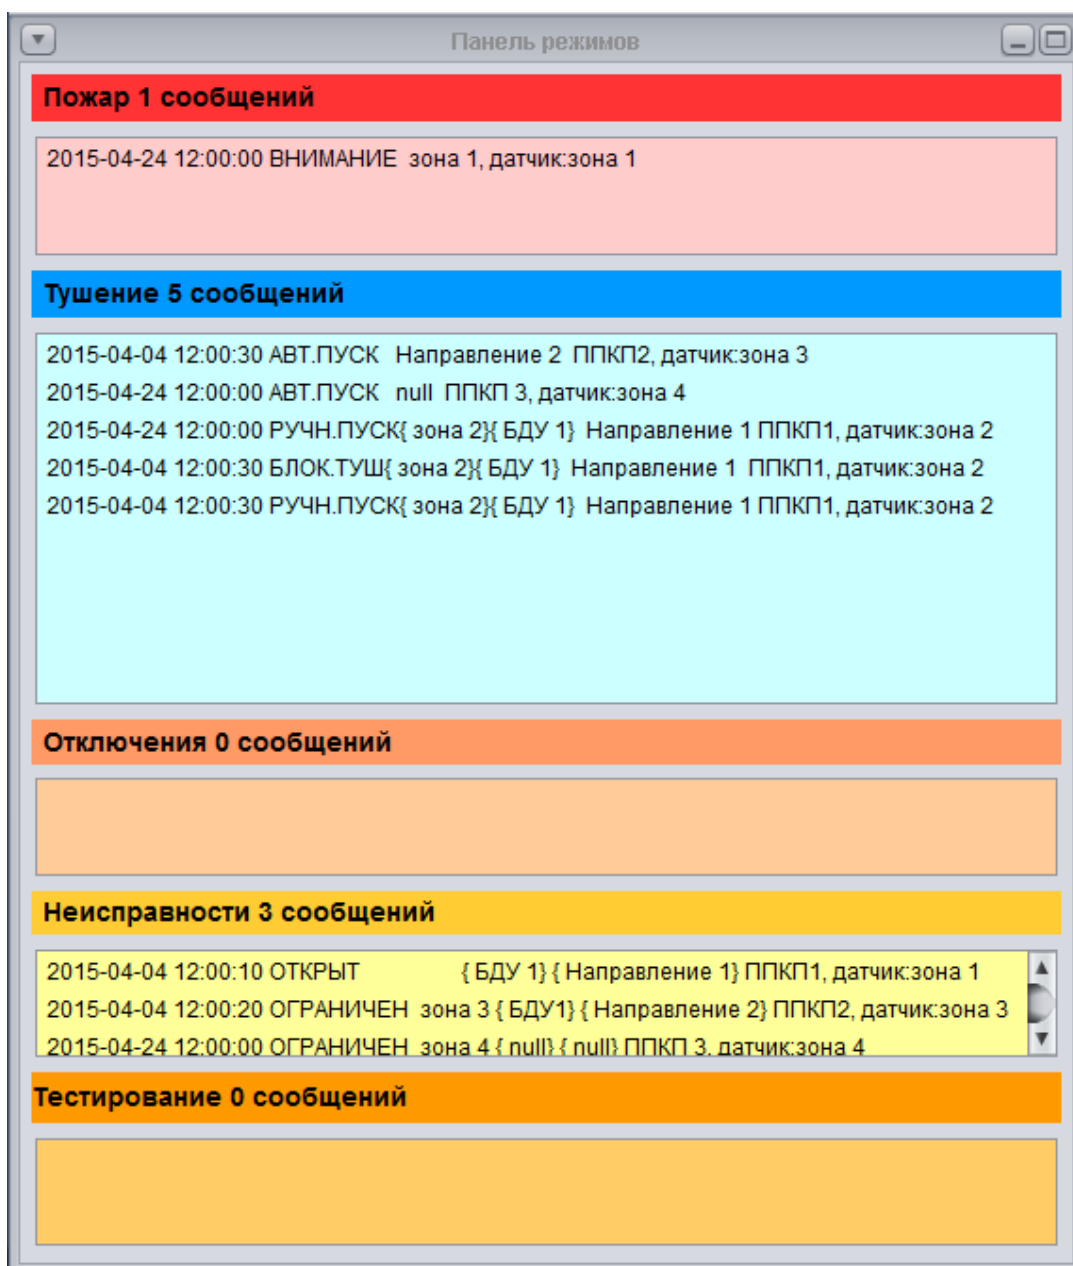 Панель режимов
Пожар 1 сообщений
2015-04-24 12:00:00 ВНИМАНИЕ зона 1, датчик:зона 1
Тушение 5 сообщений
2015-04-04 12:00:30 АВТ.ПУСК Направление 2 ППКП2, датчик:зона 3
2015-04-24 12:00:00 АВТ.ПУСК null ППКП 3, датчик:зона 4
2015-04-24 12:00:00 РУЧН.ПУСК{ зона 2}{ БДУ 1} Направление 1 ППКП1, датчик:зона 2
2015-04-04 12:00:30 БЛОК.ТУШ{ зона 2}{ БДУ 1} Направление 1 ППКП1, датчик:зона 2
2015-04-04 12:00:30 РУЧН.ПУСК{ зона 2}{ БДУ 1} Направление 1 ППКП1, датчик:зона 2
Отключения 0 сообщений
Неисправности 3 сообщений
2015-04-04 12:00:10 ОТКРЫТ { БДУ 1} { Направление 1} ППКП1, датчик:зона 1
2015-04-04 12:00:20 ОГРАНИЧЕН зона 3 { БДУ1} { Направление 2} ППКП2, датчик:зона 3
2015-04-24 12:00:00 ОГРАНИЧЕН зона 4 { null} { null} ППКП 3, датчик:зона 4
Тестирование 0 сообщений